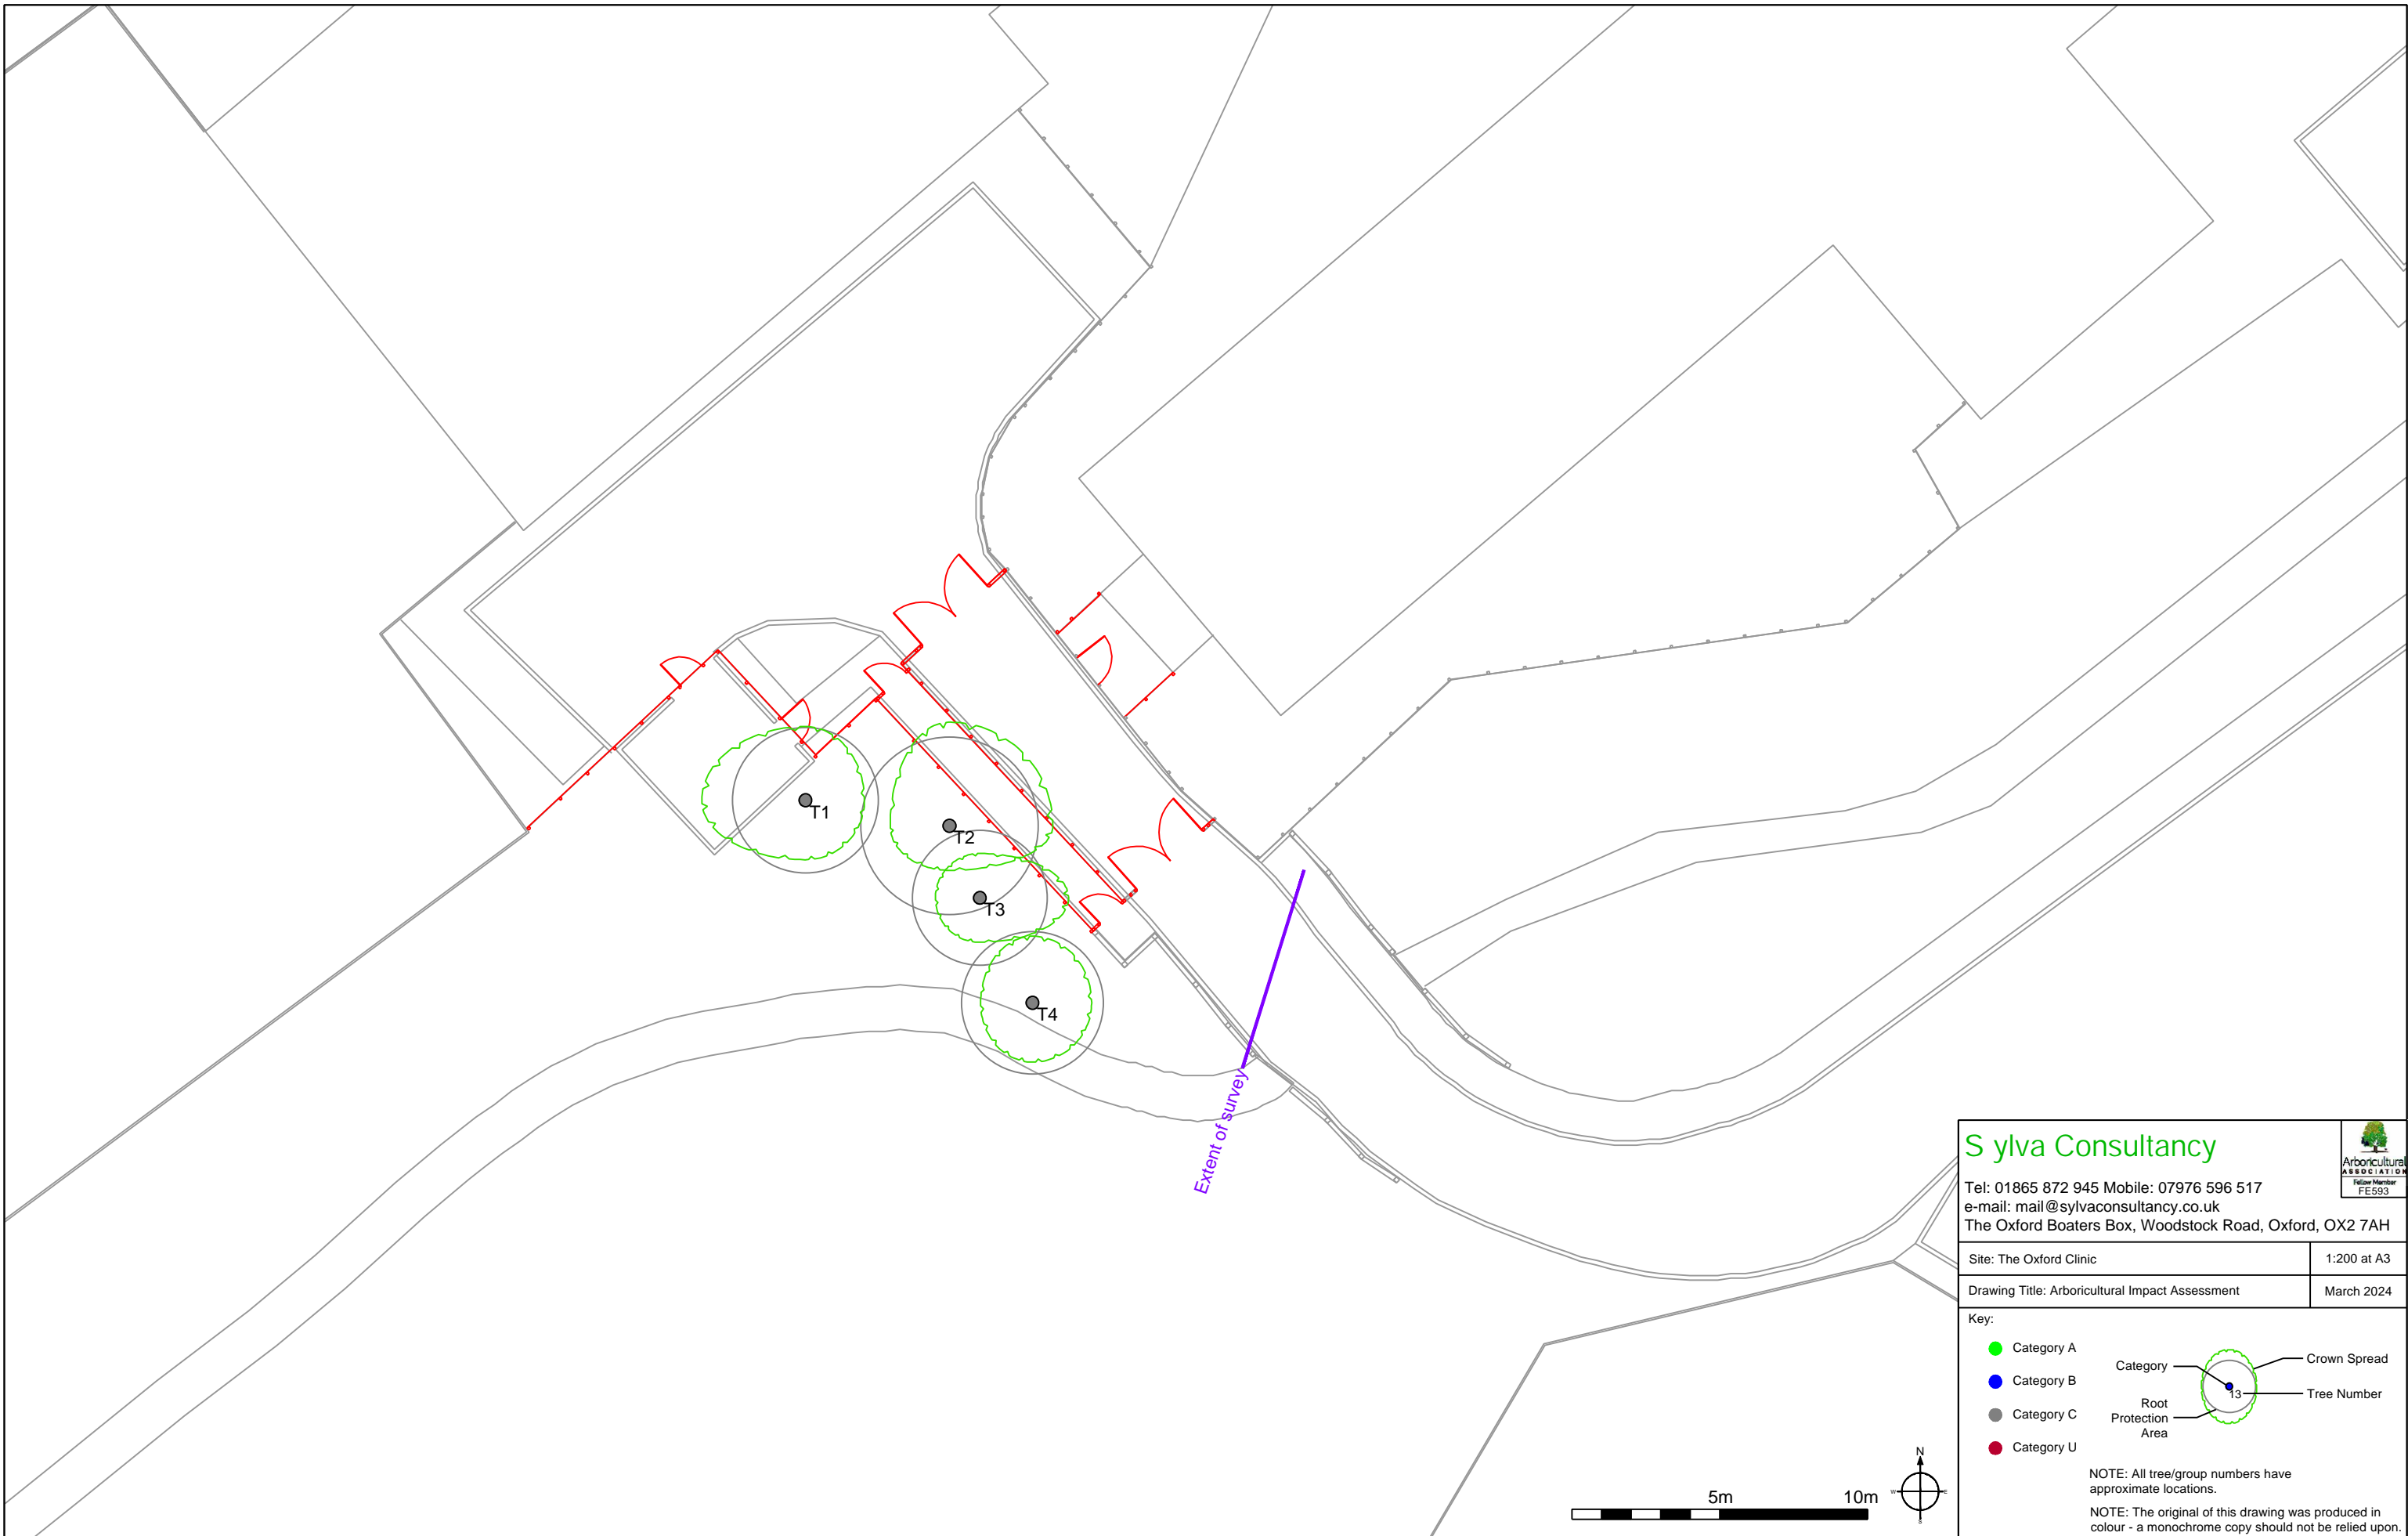 T1
T2
T3
T4
Extent of survey
S ylva Consultancy
Arboricultural
ASSOCIATION
Fellow Member
FE593
Tel: 01865 872 945 Mobile: 07976 596 517
e-mail: mail@sylvaconsultancy.co.uk
The Oxford Boaters Box, Woodstock Road, Oxford, OX2 7AH
Site: The Oxford Clinic
1:200 at A3
Drawing Title: Arboricultural Impact Assessment
March 2024
Key:
Category A
Category B
Category C
Category U
Category
Root
Protection
Area
13
Crown Spread
Tree Number
NOTE: All tree/group numbers have
approximate locations.
NOTE: The original of this drawing was produced in
colour - a monochrome copy should not be relied upon.
5m
10m
N
W
E
S